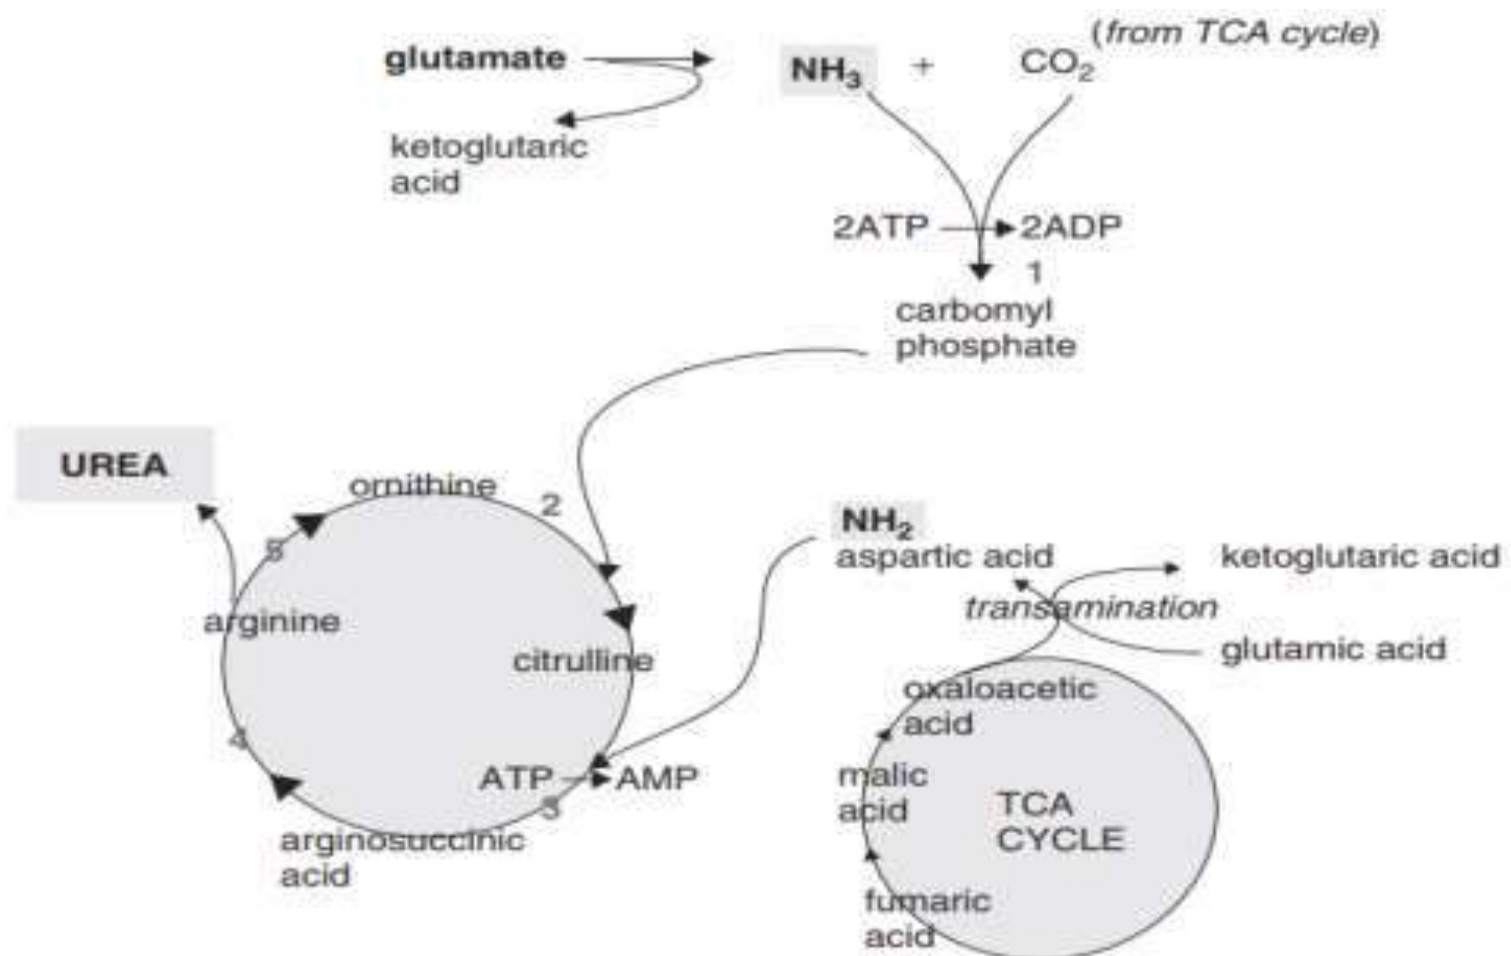 (from TCA cycle)
glutamate
NH3 + CO2
ketoglutaric
acid
2ATP 2ADP
1
carbomyl
phosphate
UREA
ornithine
2
NH2
aspartic acid
ketoglutaric acid
5
transamination
arginine
glutamic acid
citrulline
oxaloacetic
acid
4
ATP AMP
3
malic
acid
TCA
CYCLE
arginosuccinic
acid
fumaric
acid